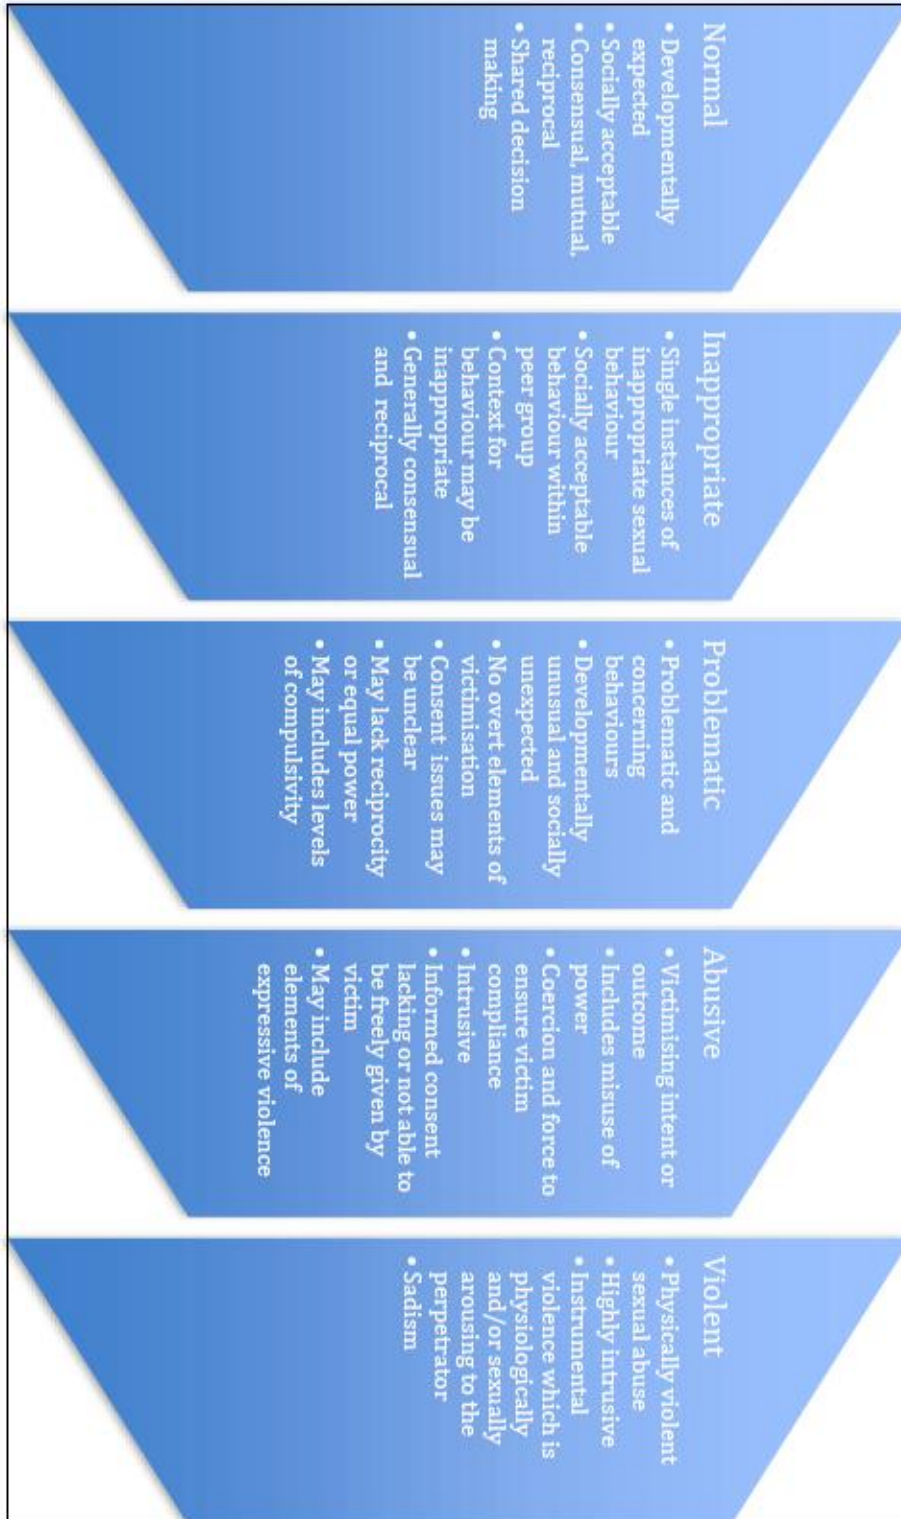 Normal
• Developmentally
expected
• Socially acceptable
• Consensual, mutual,
reciprocal
• Shared decision
making
Inappropriate
• Single instances of
inappropriate sexual
behaviour
• Socially acceptable
behaviour within
peer group
• Context for
behaviour may be
inappropriate
• Generally consensual
and reciprocal
Problematic
• Problematic and
concerning
behaviours
• Developmentally
unusual and socially
unexpected
• No overt elements of
victimisation
• Consent issues may
be unclear
• May lack reciprocity
or equal power
• May includes levels
of compulsivity
Abusive
• Victimising intent or
outcome
• Includes misuse of
power
• Coercion and force to
ensure victim
compliance
• Intrusive
• Informed consent
lacking or not able to
be freely given by
victim
• May include
elements of
expressive violence
Violent
• Physically violent
sexual abuse
• Highly intrusive
• Instrumental
violence which is
physiologically
and/or sexually
arousing to the
perpetrator
• Sadism